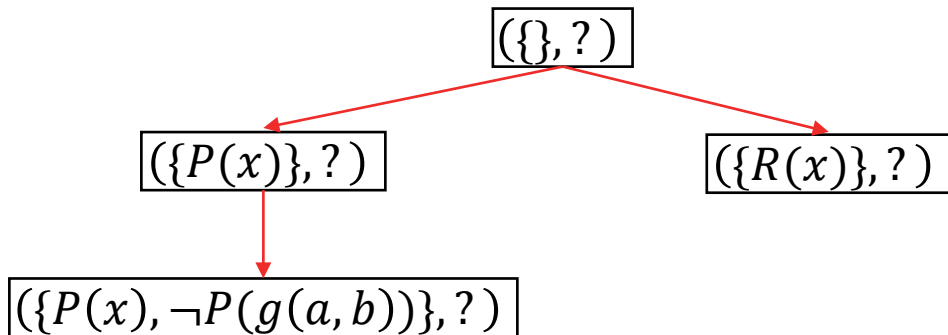 ({}, ? )
({P(x)}, ? )
({R(x)}, ? )
({P(x), ¬P(g(a, b))}, ? )